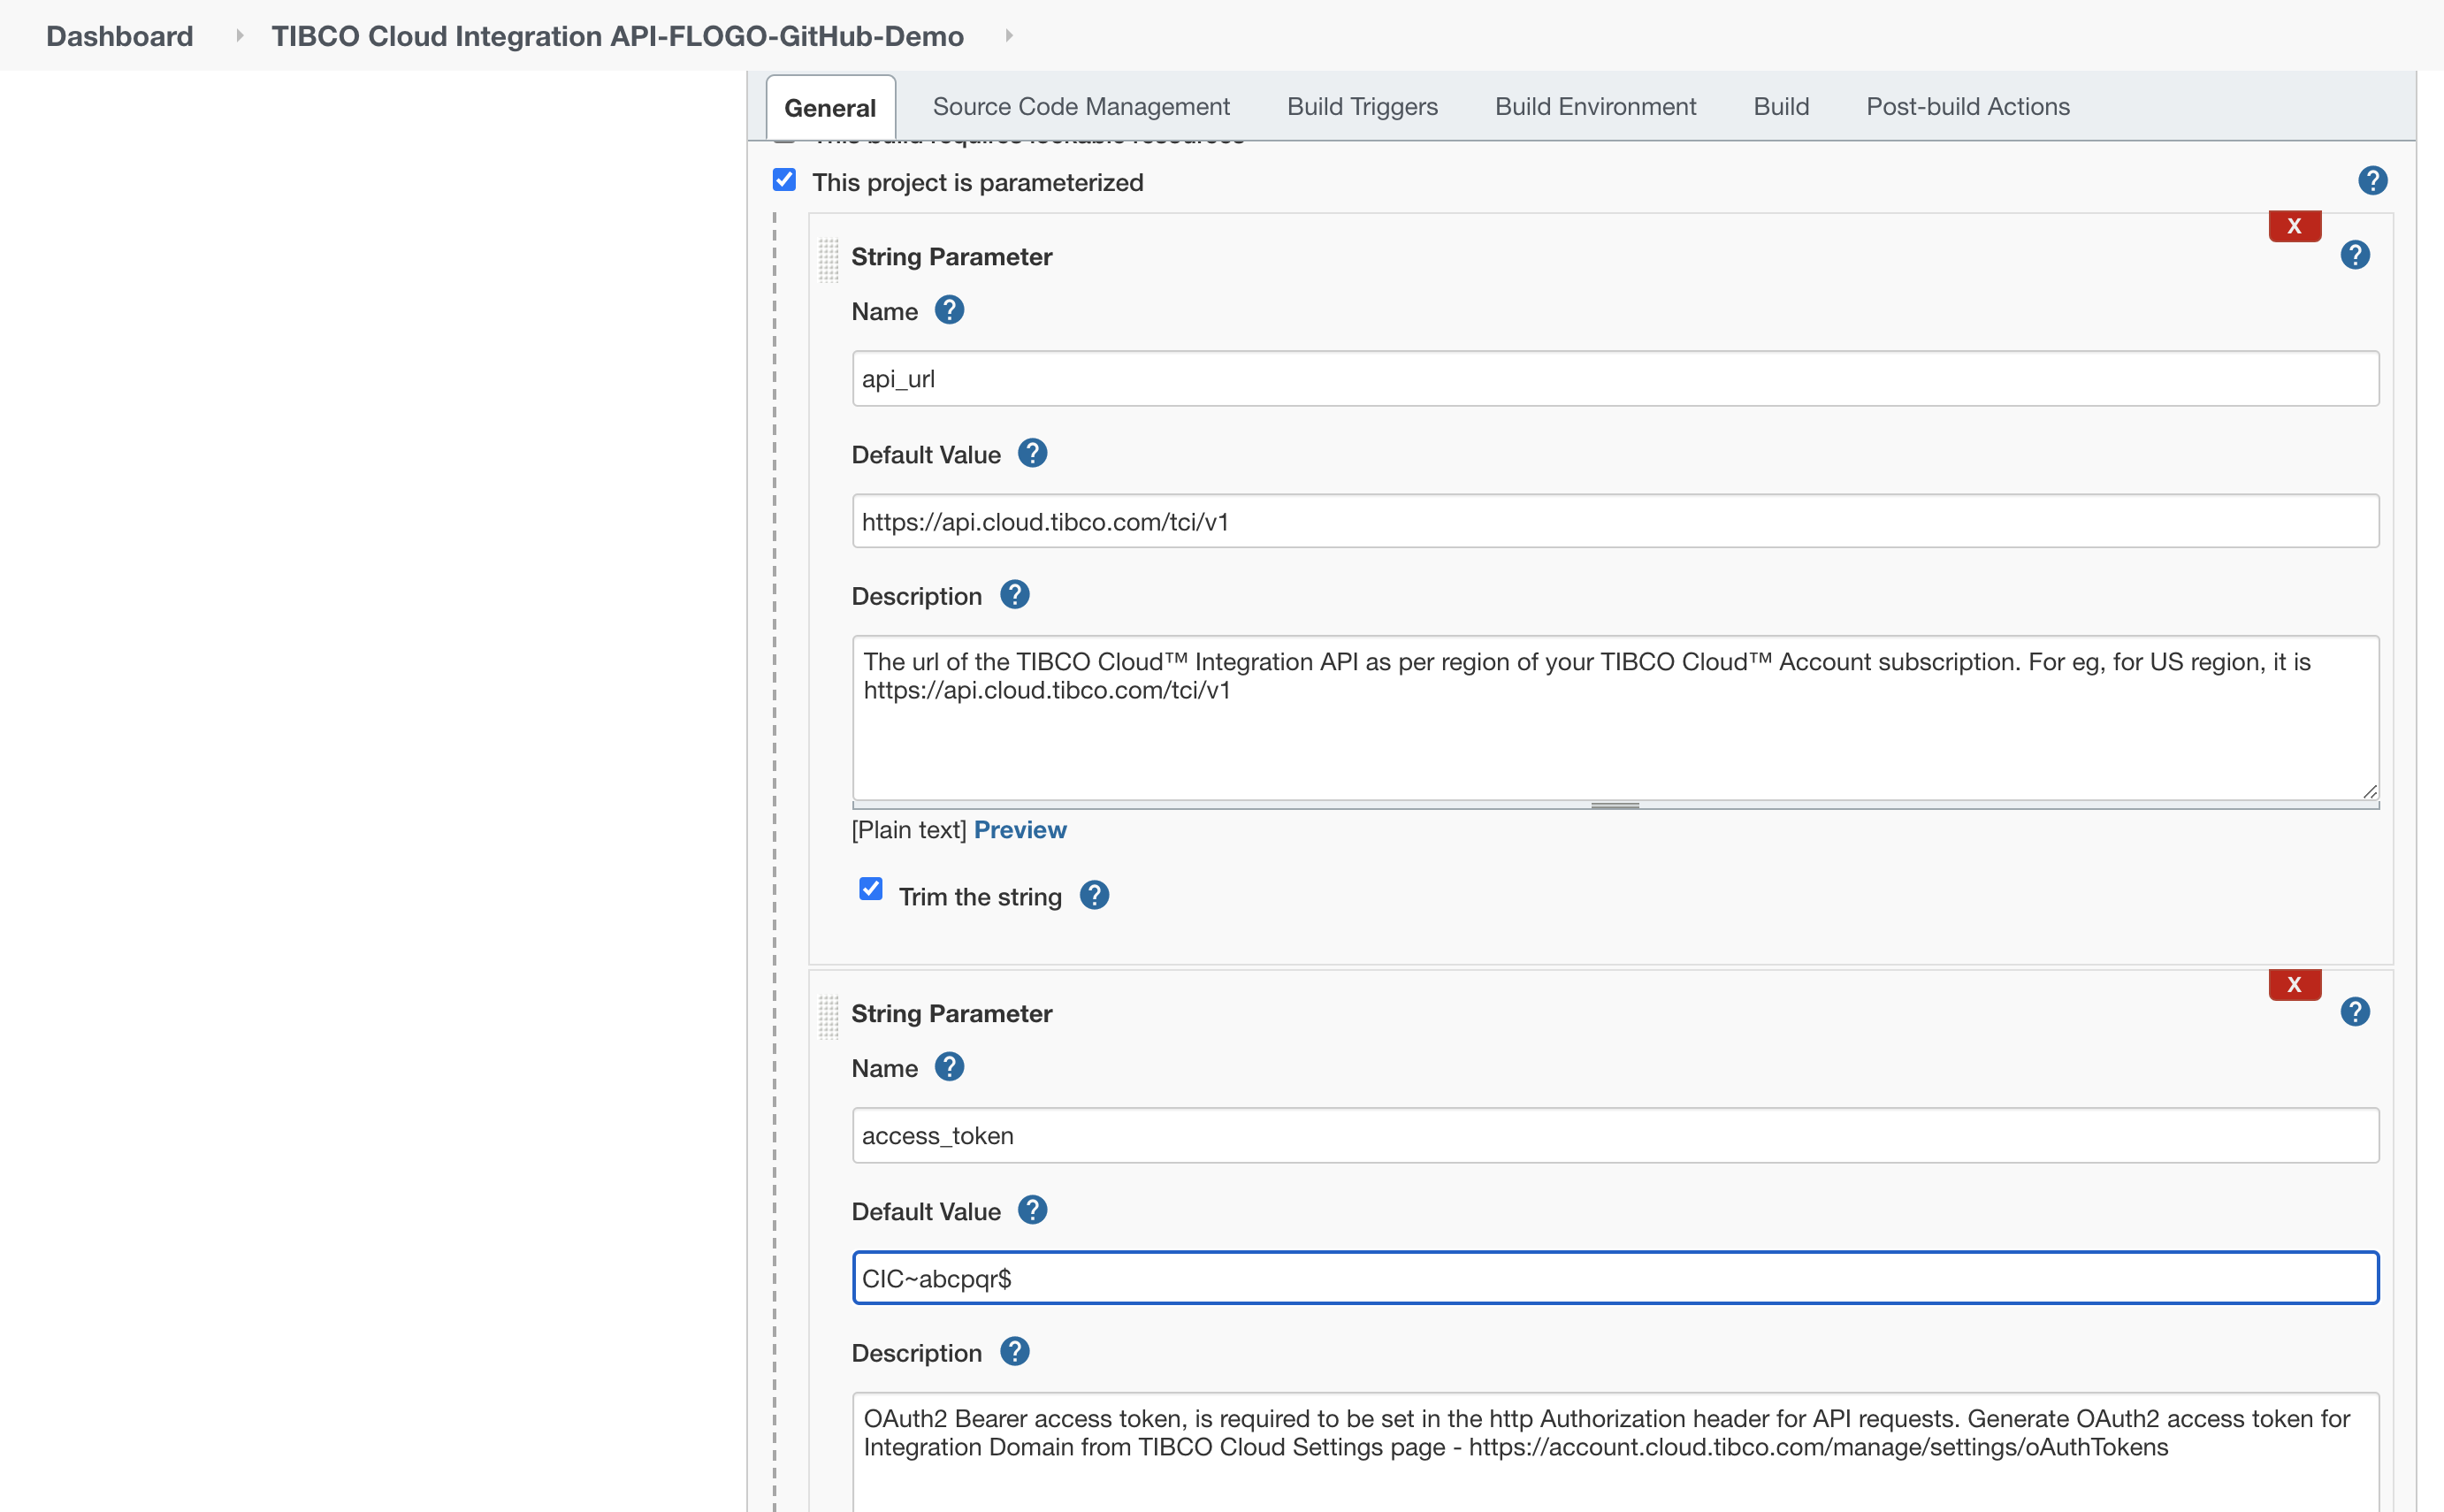 Dashboard
TIBCO Cloud Integration API-FLOGO-GitHub-Demo
General
Source Code Management
Build Triggers
Build Environment
Build
Post-build Actions
This build requires lockable resources
This project is parameterized
?
X
String Parameter
?
Name ?
api_url
Default Value ?
https://api.cloud.tibco.com/tci/v1
Description ?
The url of the TIBCO Cloud™ Integration API as per region of your TIBCO Cloud™ Account subscription. For eg, for US region, it is
https://api.cloud.tibco.com/tci/v1
[Plain text] Preview
Trim the string ?
X
String Parameter
?
Name ?
access_token
Default Value ?
CIC~abcpqr$
Description ?
OAuth2 Bearer access token, is required to be set in the http Authorization header for API requests. Generate OAuth2 access token for
Integration Domain from TIBCO Cloud Settings page - https://account.cloud.tibco.com/manage/settings/oAuthTokens